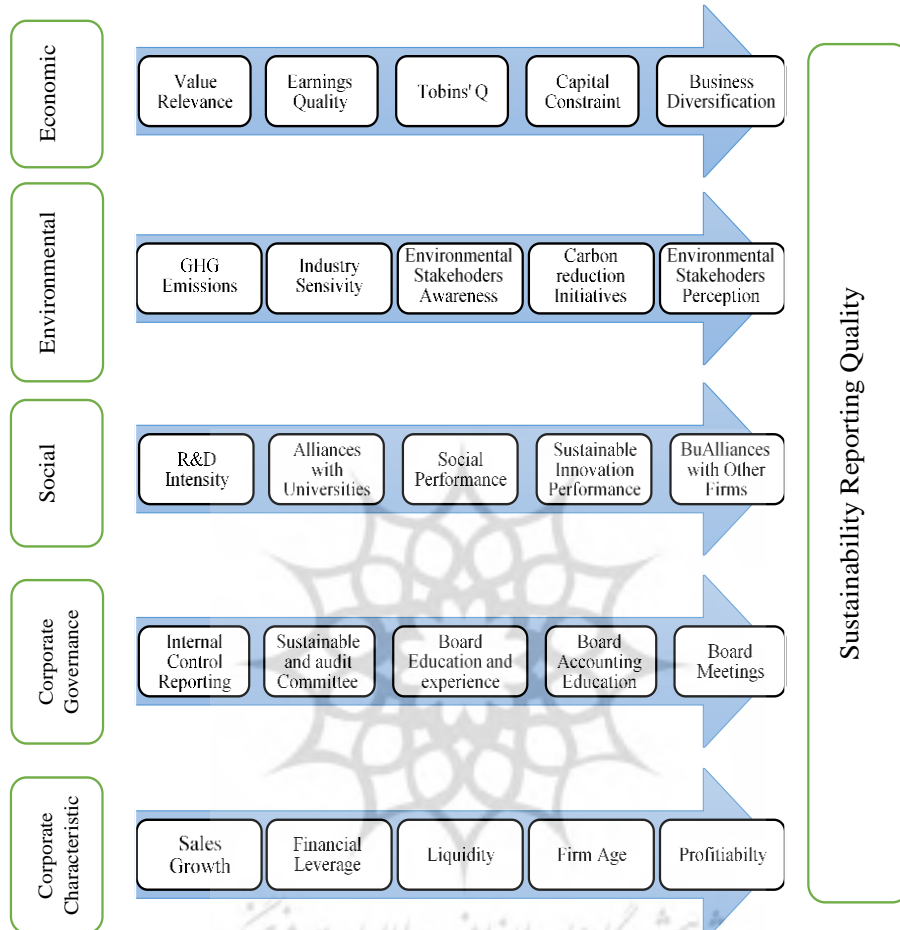 Economic
Value
Relevance
Earnings
Quality
Tobins' Q
Capital
Constraint
Business
Diversification
Environmental
GHG
Emissions
Industry
Sensivity
Environmental
Stakehoders
Awareness
Carbon
reduction
Initiatives
Environmental
Stakehoders
Perception
Social
R&D
Intensity
Alliances
with
Universities
Social
Performance
Sustainable
Innovation
Performance
BuAlliances
with Other
Firms
Corporate
Governance
Internal
Control
Reporting
Sustainable
and audit
Committee
Board
Education and
experience
Board
Accounting
Education
Board
Meetings
Corporate
Characteristic
Sales
Growth
Financial
Leverage
Liquidity
Firm Age
Profitiabilty
Sustainability Reporting Quality